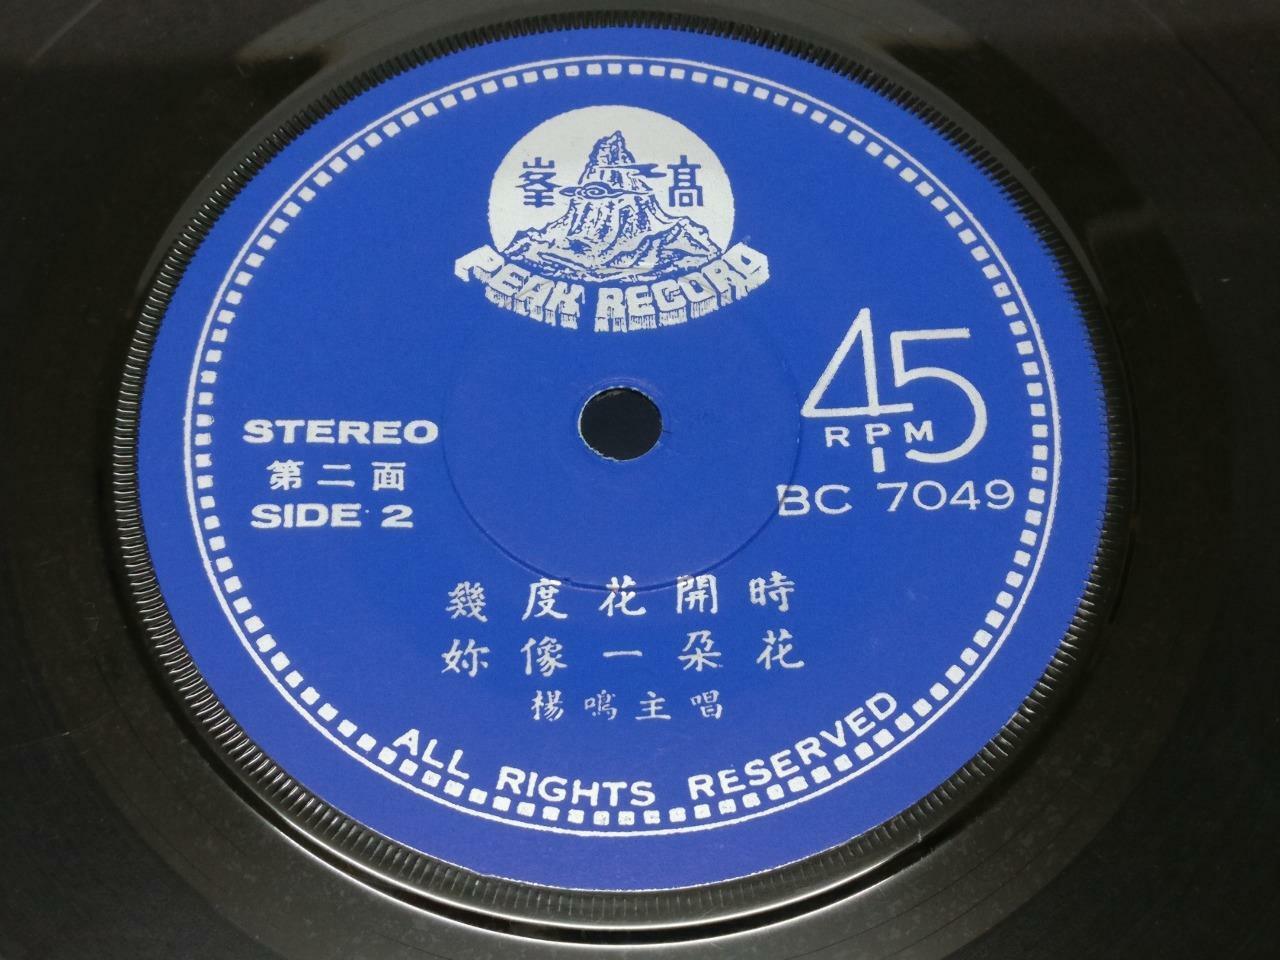 高峯
PEAK RECORD
45
RPM
BC 7049
STEREO
第二面
SIDE 2
幾度花開時
妳像一朵花
楊鳴主唱
ALL RIGHTS RESERVED